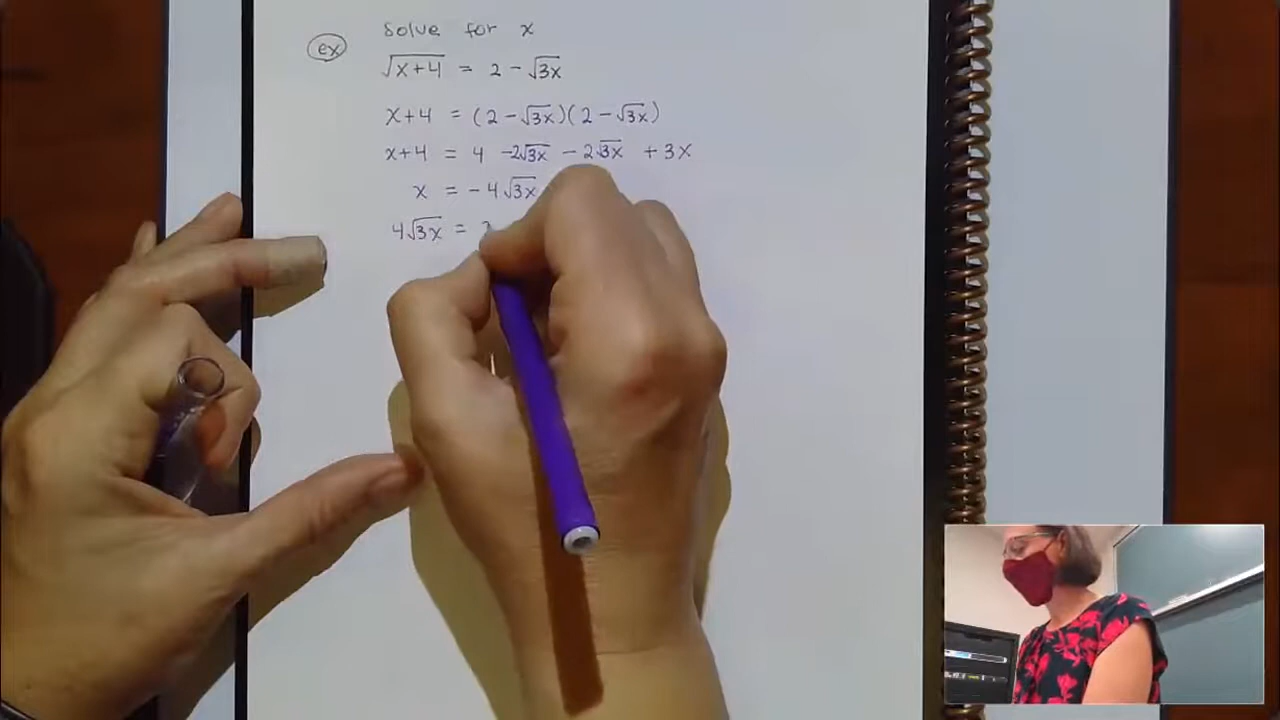 solve for x
ex
√x+4 = 2 - √3x
x+4 = (2 - √3x)(2 - √3x)
x+4 = 4 -2√3x - 2√3x + 3x
x = -4√3x
4√3x = 2